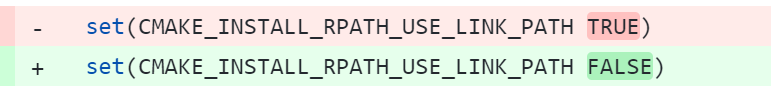 - set(CMAKE_INSTALL_RPATH_USE_LINK_PATH TRUE)
+ set(CMAKE_INSTALL_RPATH_USE_LINK_PATH FALSE)